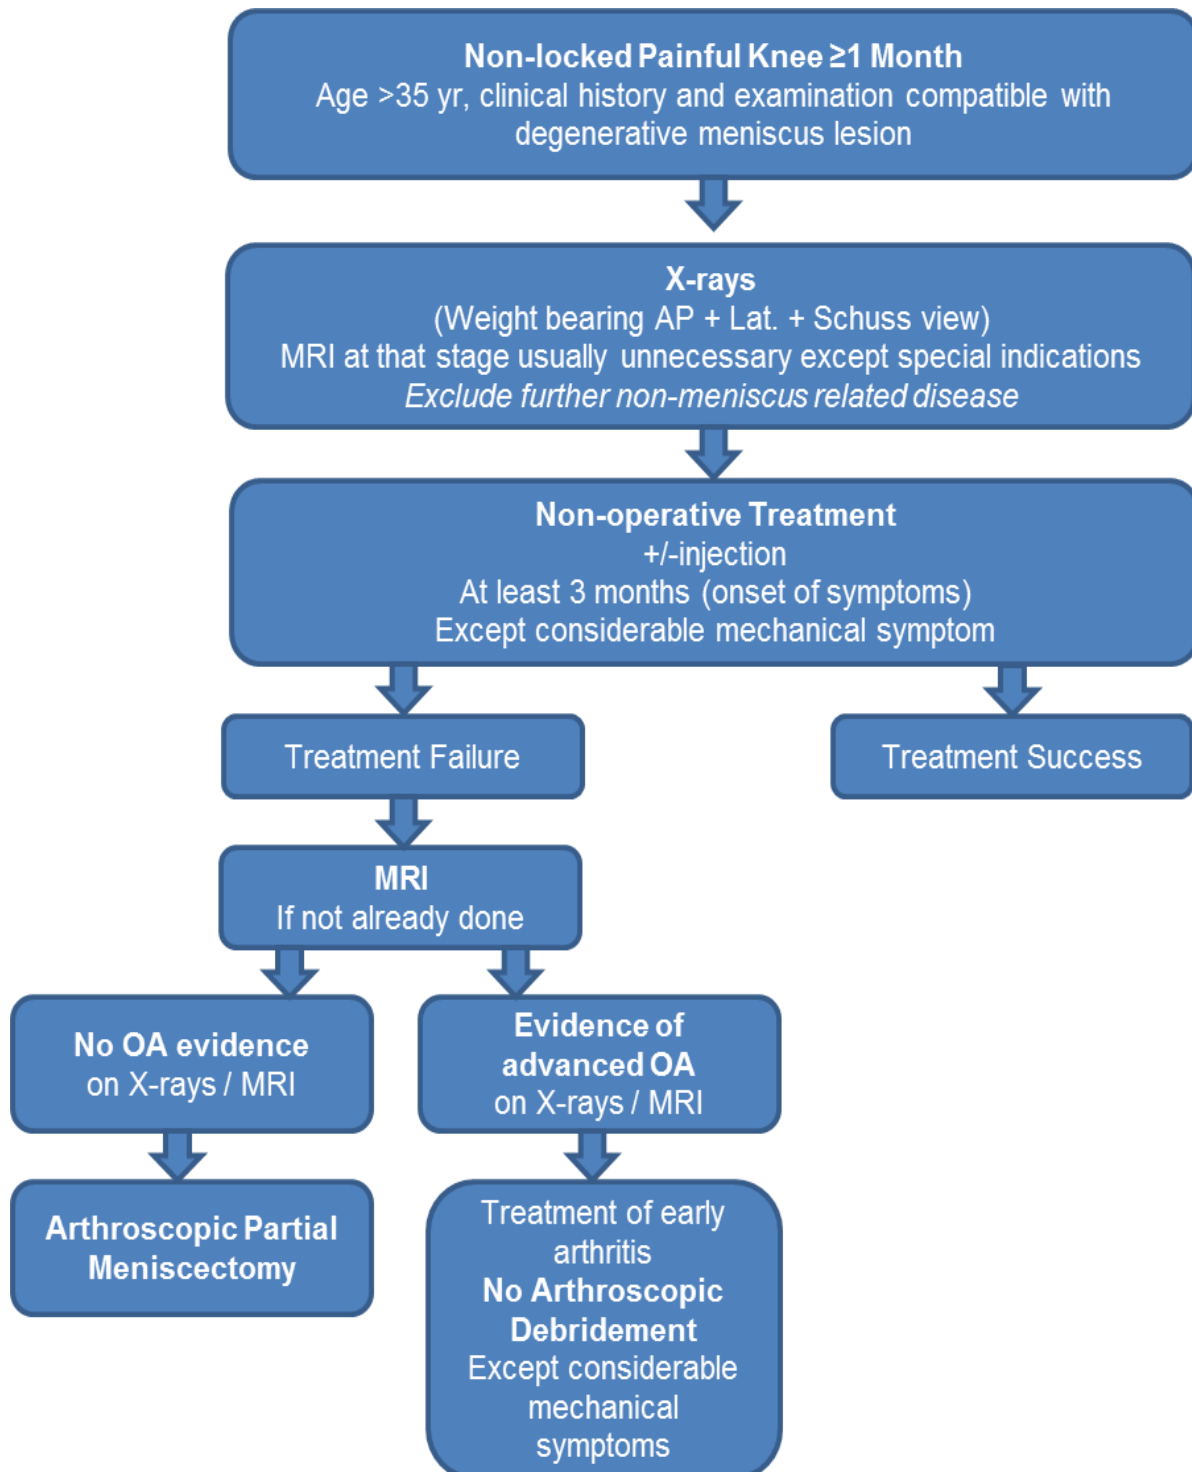 Non-locked Painful Knee ≥1 Month
Age >35 yr, clinical history and examination compatible with
degenerative meniscus lesion
X-rays
(Weight bearing AP + Lat. + Schuss view)
MRI at that stage usually unnecessary except special indications
Exclude further non-meniscus related disease
Non-operative Treatment
+/-injection
At least 3 months (onset of symptoms)
Except considerable mechanical symptom
Treatment Failure
Treatment Success
MRI
If not already done
No OA evidence
on X-rays / MRI
Evidence of
advanced OA
on X-rays / MRI
Arthroscopic Partial
Meniscectomy
Treatment of early
arthritis
No Arthroscopic
Debridement
Except considerable
mechanical
symptoms